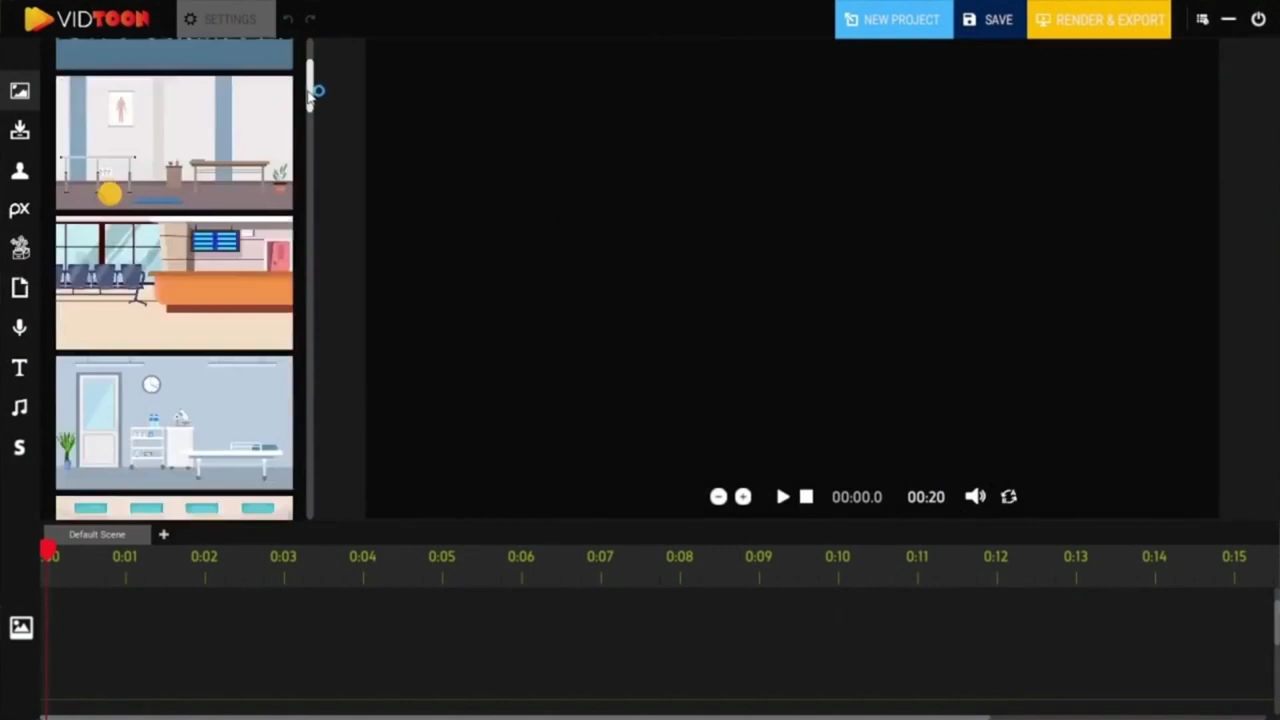 VIDTOON
SETTINGS
NEW PROJECT
SAVE
RENDER & EXPORT
px
T
S
00:00.0
00:20
Default Scene
0:01
0:02
0:03
0:04
0:05
0:06
0:07
0:08
0:09
0:10
0:11
0:12
0:13
0:14
0:15